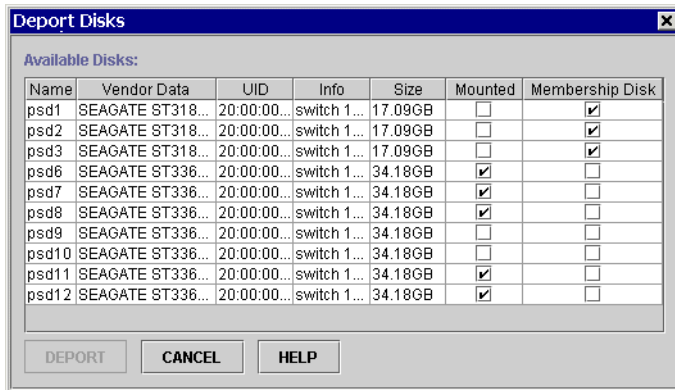 Deport Disks
Available Disks:
Name Vendor Data UID Info Size Mounted Membership Disk
psd1 SEAGATE ST318... 20:00:00... switch 1... 17.09GB
psd2 SEAGATE ST318... 20:00:00... switch 1... 17.09GB
psd3 SEAGATE ST318... 20:00:00... switch 1... 17.09GB
psd6 SEAGATE ST336... 20:00:00... switch 1... 34.18GB
psd7 SEAGATE ST336... 20:00:00... switch 1... 34.18GB
psd8 SEAGATE ST336... 20:00:00... switch 1... 34.18GB
psd9 SEAGATE ST336... 20:00:00... switch 1... 34.18GB
psd10 SEAGATE ST336... 20:00:00... switch 1... 34.18GB
psd11 SEAGATE ST336... 20:00:00... switch 1... 34.18GB
psd12 SEAGATE ST336... 20:00:00... switch 1... 34.18GB
DEPORT CANCEL HELP